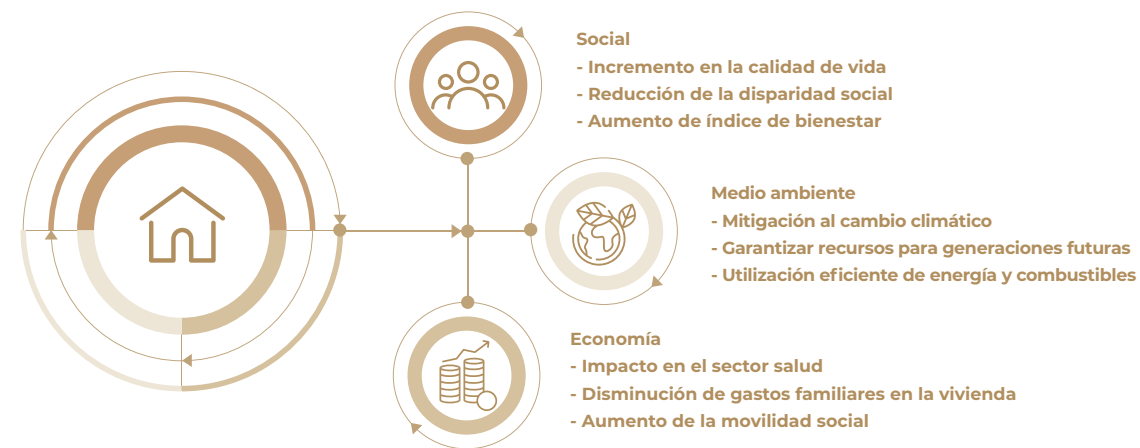 Social
- Incremento en la calidad de vida
- Reducción de la disparidad social
- Aumento de índice de bienestar
Medio ambiente
- Mitigación al cambio climático
- Garantizar recursos para generaciones futuras
- Utilización eficiente de energía y combustibles
Economía
- Impacto en el sector salud
- Disminución de gastos familiares en la vivienda
- Aumento de la movilidad social